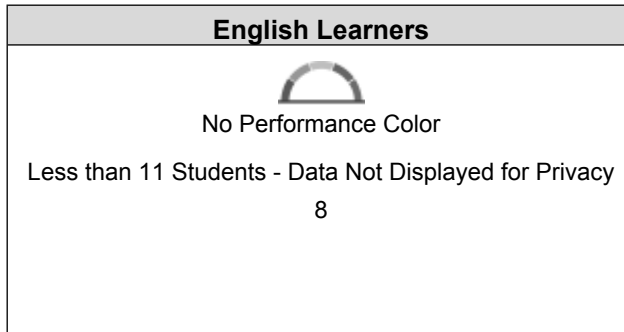 English Learners
No Performance Color
Less than 11 Students - Data Not Displayed for Privacy
8